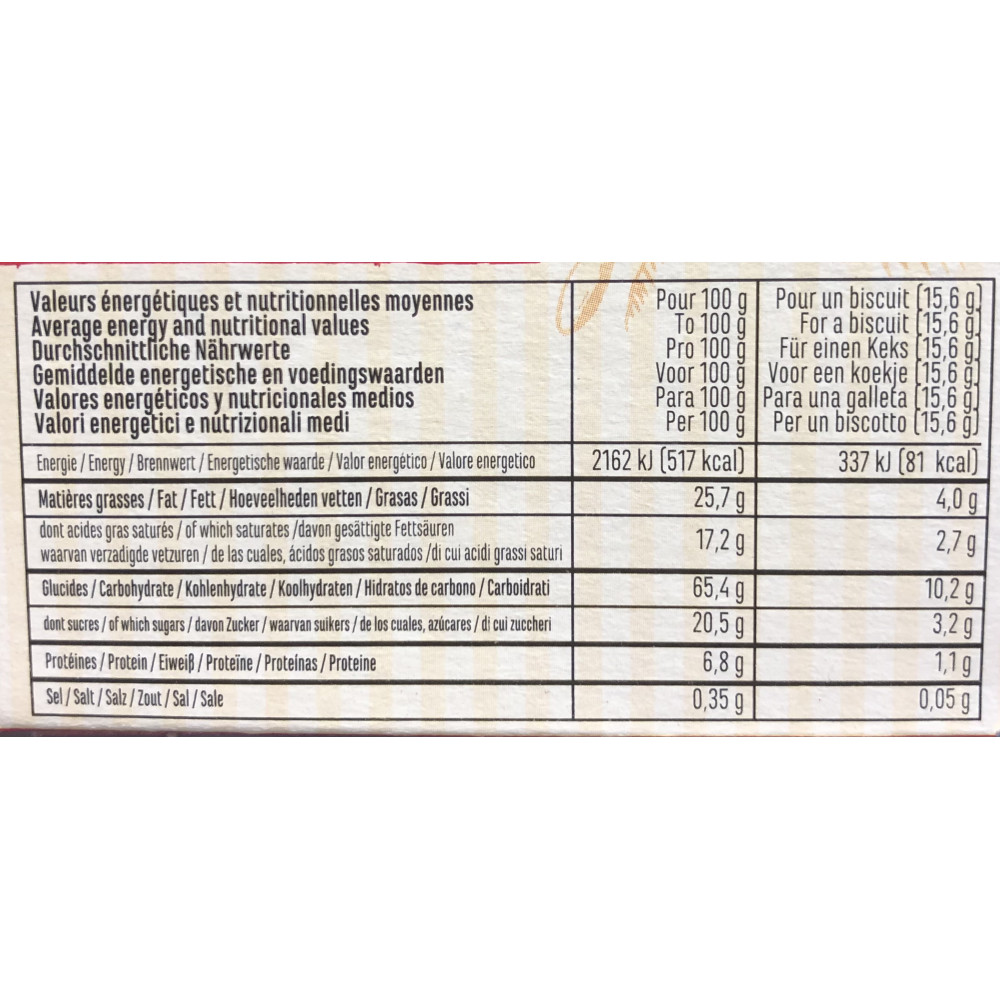 Valeurs énergétiques et nutritionnelles moyennes Pour 100 g Pour un biscuit (15,6 g)
Average energy and nutritional values To 100 g For a biscuit (15,6 g)
Durchschnittliche Nährwerte Pro 100 g Für einen Keks (15,6 g)
Gemiddelde energetische en voedingswaarden Voor 100 g Voor een koekje (15,6 g)
Valores energéticos y nutricionales medios Para 100 g Para una galleta (15,6 g)
Valori energetici e nutrizionali medi Per 100 g Per un biscotto (15,6 g)
Energie / Energy / Brennwert / Energetische waarde / Valor energético / Valore energetico 2162 kJ (517 kcal) 337 kJ (81 kcal)
Matières grasses / Fat / Fett / Hoeveelheden vetten / Grasas / Grassi 25,7 g 4,0 g
dont acides gras saturés / of which saturates /davon gesättigte Fettsäuren
waarvan verzadigde vetzuren / de las cuales, ácidos grasos saturados /di cui acidi grassi saturi 17,2 g 2,7 g
Glucides / Carbohydrate / Kohlenhydrate / Koolhydraten / Hidratos de carbono / Carboidrati 65,4 g 10,2 g
dont sucres / of which sugars / davon Zucker / waarvan suikers / de los cuales, azúcares / di cui zuccheri 20,5 g 3,2 g
Protéines / Protein / Eiweiß / Proteïne / Proteínas / Proteine 6,8 g 1,1 g
Sel / Salt / Salz / Zout / Sal / Sale 0,35 g 0,05 g